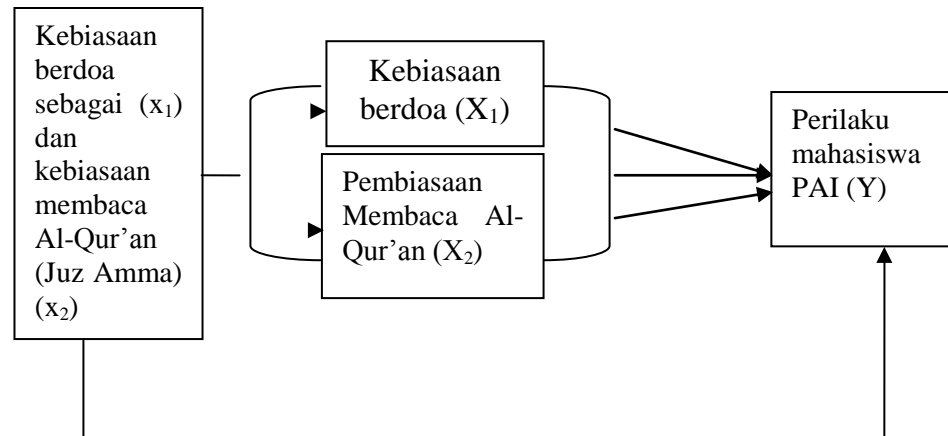 Kebiasaan
berdoa
sebagai (x₁)
dan
kebiasaan
membaca
Al-Qur’an
(Juz Amma)
(x₂)
Kebiasaan
berdoa (X₁)
Pembiasaan
Membaca Al-
Qur’an (X₂)
Perilaku
mahasiswa
PAI (Y)